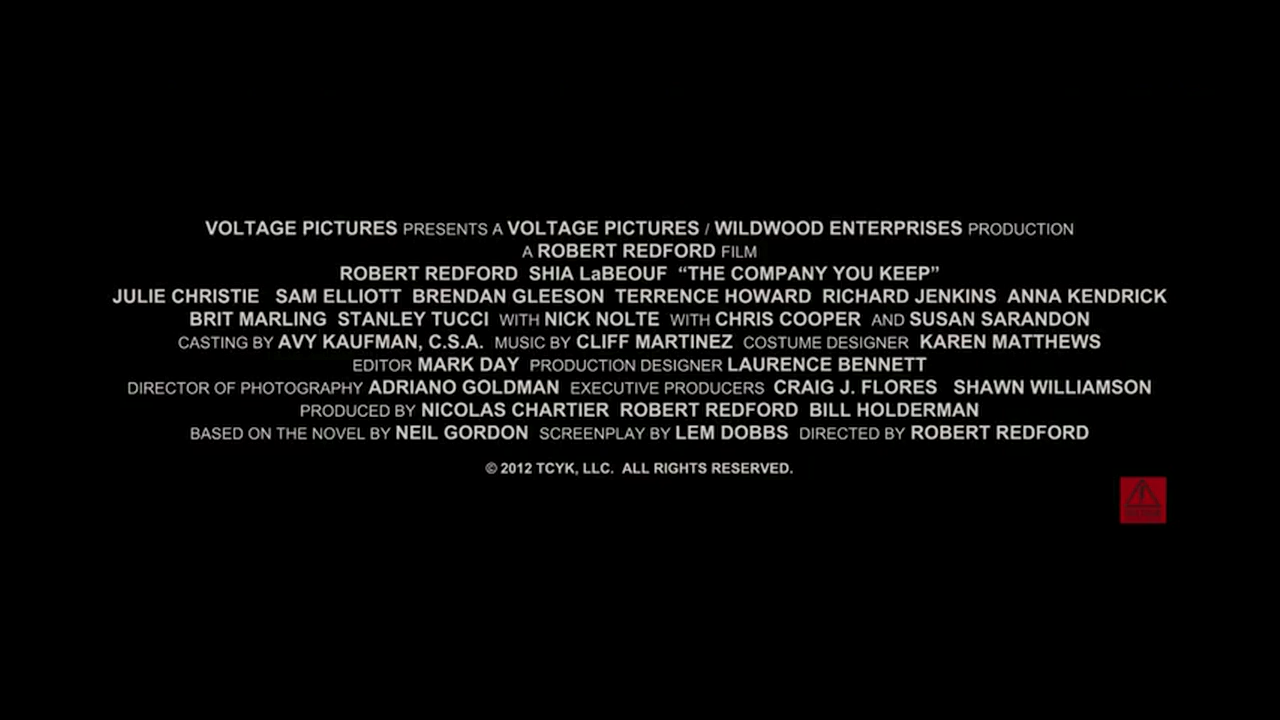 VOLTAGE PICTURES PRESENTS A VOLTAGE PICTURES / WILDWOOD ENTERPRISES PRODUCTION
A ROBERT REDFORD FILM
ROBERT REDFORD SHIA LaBEOUF “THE COMPANY YOU KEEP”
JULIE CHRISTIE SAM ELLIOTT BRENDAN GLEESON TERRENCE HOWARD RICHARD JENKINS ANNA KENDRICK
BRIT MARLING STANLEY TUCCI WITH NICK NOLTE WITH CHRIS COOPER AND SUSAN SARANDON
CASTING BY AVY KAUFMAN, C.S.A. MUSIC BY CLIFF MARTINEZ COSTUME DESIGNER KAREN MATTHEWS
EDITOR MARK DAY PRODUCTION DESIGNER LAURENCE BENNETT
DIRECTOR OF PHOTOGRAPHY ADRIANO GOLDMAN EXECUTIVE PRODUCERS CRAIG J. FLORES SHAWN WILLIAMSON
PRODUCED BY NICOLAS CHARTIER ROBERT REDFORD BILL HOLDERMAN
BASED ON THE NOVEL BY NEIL GORDON SCREENPLAY BY LEM DOBBS DIRECTED BY ROBERT REDFORD
© 2012 TCYK, LLC. ALL RIGHTS RESERVED.